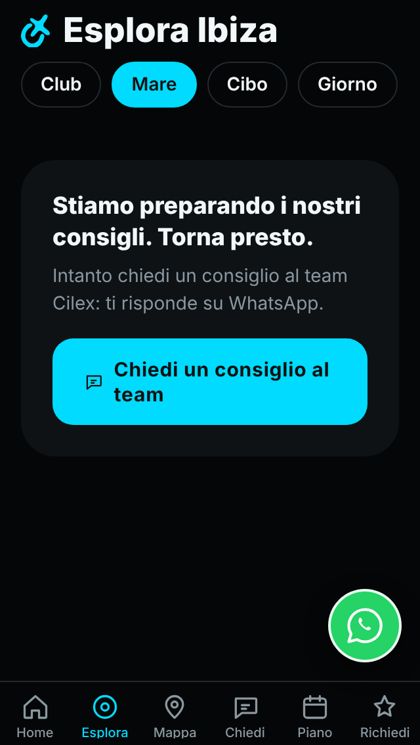 Esplora Ibiza
Club
Mare
Cibo
Giorno
Stiamo preparando i nostri
consigli. Torna presto.
Intanto chiedi un consiglio al team
Cilex: ti risponde su WhatsApp.
Chiedi un consiglio al
team
Home
Esplora
Mappa
Chiedi
Piano
Richiedi